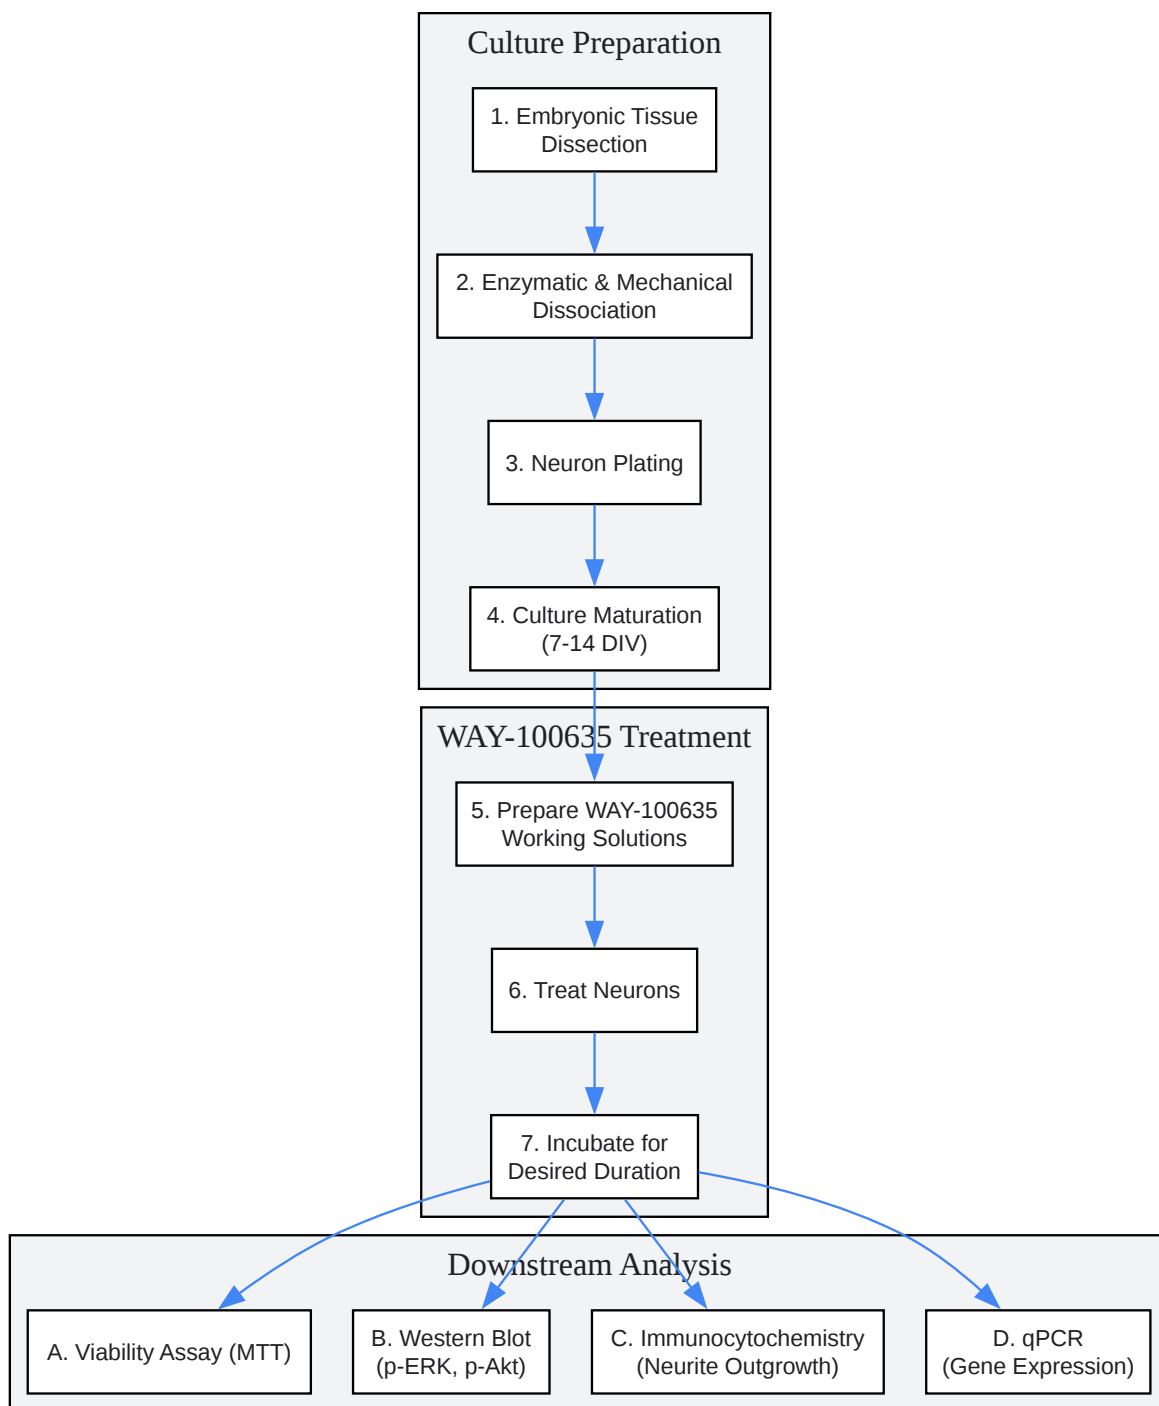 Culture Preparation
1. Embryonic Tissue
Dissection
2. Enzymatic & Mechanical
Dissociation
3. Neuron Plating
4. Culture Maturation
(7-14 DIV)
WAY-100635 Treatment
5. Prepare WAY-100635
Working Solutions
6. Treat Neurons
7. Incubate for
Desired Duration
Downstream Analysis
A. Viability Assay (MTT)
B. Western Blot
(p-ERK, p-Akt)
C. Immunocytochemistry
(Neurite Outgrowth)
D. qPCR
(Gene Expression)